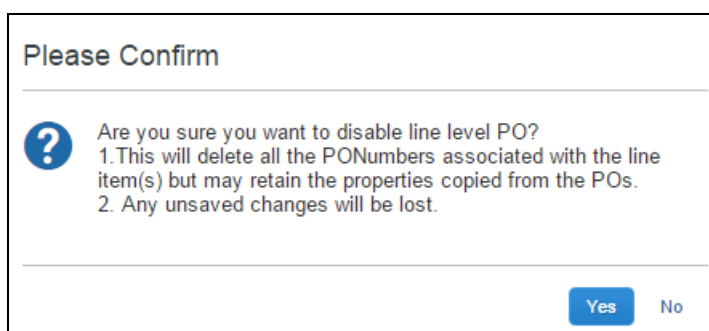 Please Confirm
Are you sure you want to disable line level PO?
1.This will delete all the PONumbers associated with the line
item(s) but may retain the properties copied from the POs.
2. Any unsaved changes will be lost.
Yes No